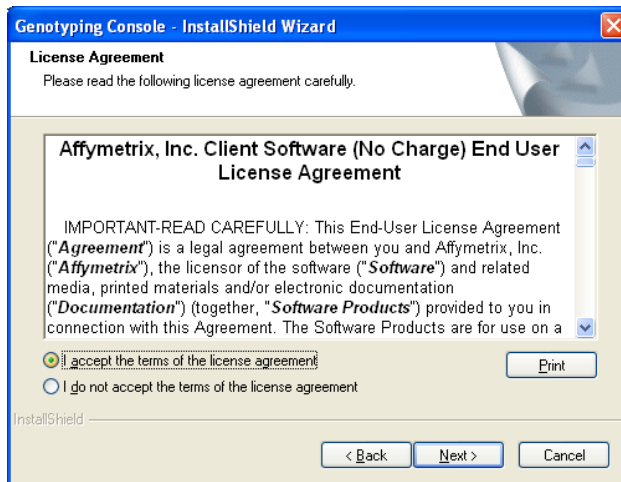 Genotyping Console - InstallShield Wizard
License Agreement
Please read the following license agreement carefully.
Affymetrix, Inc. Client Software (No Charge) End User
License Agreement
IMPORTANT-READ CAREFULLY: This End-User License Agreement
("Agreement") is a legal agreement between you and Affymetrix, Inc.
("Affymetrix"), the licensor of the software ("Software") and related
media, printed materials and/or electronic documentation
("Documentation") (together, "Software Products") provided to you in
connection with this Agreement. The Software Products are for use on a
I accept the terms of the license agreement
Print
I do not accept the terms of the license agreement
InstallShield
< Back
Next >
Cancel